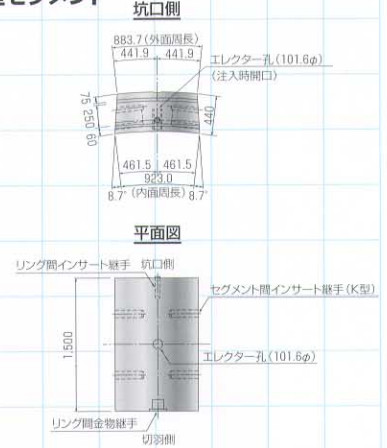 坑口側
883.7(外面周長)
441.9 441.9
エレクター孔(101.6φ)
(注入時開口)
75
250
60
440
461.5 461.5
923.0
8.7° (内面周長) 8.7°
平面図
リング間インサート継手 坑口側
セグメント間インサート継手(K型)
1,500
エレクター孔(101.6φ)
リング間金物継手
切羽側